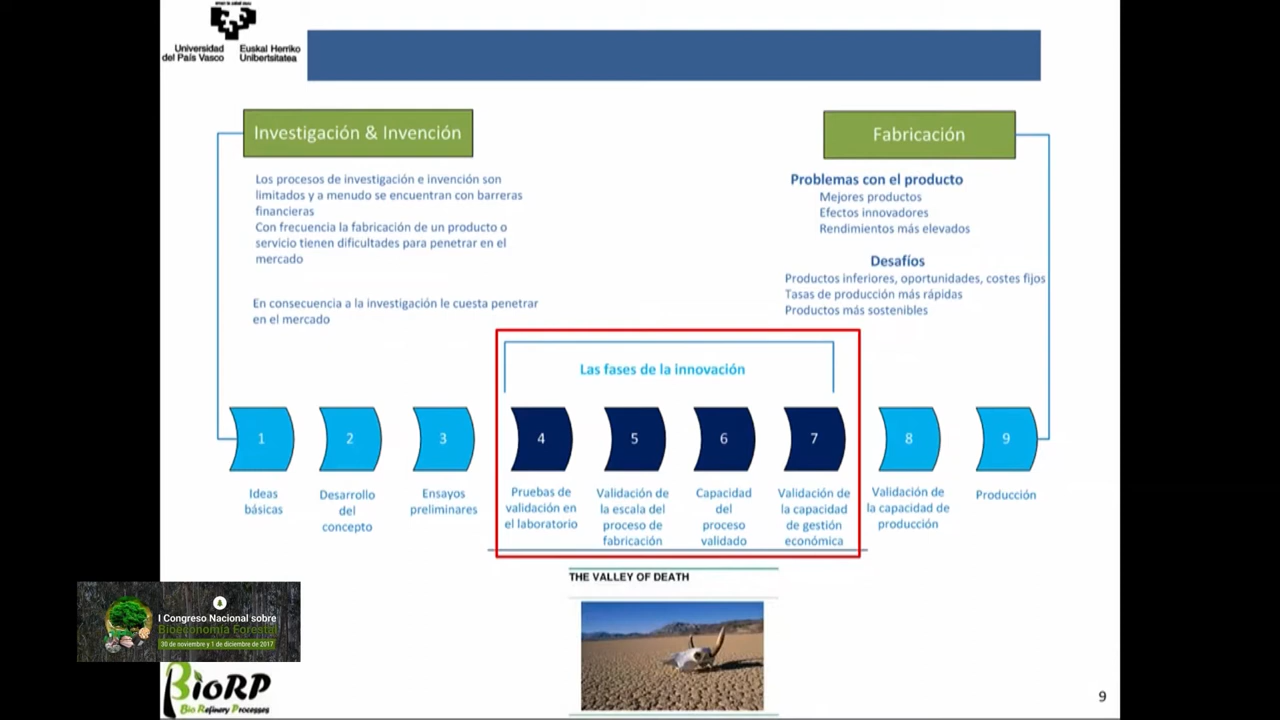 Universidad
del País Vasco
Euskal Herriko
Unibertsitatea
Investigación & Invención
Los procesos de investigación e invención son
limitados y a menudo se encuentran con barreras
financieras
Con frecuencia la fabricación de un producto o
servicio tienen dificultades para penetrar en el
mercado
En consecuencia a la investigación le cuesta penetrar
en el mercado
Fabricación
Problemas con el producto
Mejores productos
Efectos innovadores
Rendimientos más elevados
Desafíos
Productos inferiores, oportunidades, costes fijos
Tasas de producción más rápidas
Productos más sostenibles
Las fases de la innovación
1
2
3
4
5
6
7
8
9
Ideas
básicas
Desarrollo
del
concepto
Ensayos
preliminares
Pruebas de
validación en
el laboratorio
Validación de
la escala del
proceso de
fabricación
Capacidad
del
proceso
validado
Validación de
la capacidad
de gestión
económica
Validación de
la capacidad de
producción
Producción
THE VALLEY OF DEATH
I Congreso Nacional sobre
Bioeconomía Forestal
30 de noviembre y 1 de diciembre de 2017
BioRP
Bio Refinery Processes
9